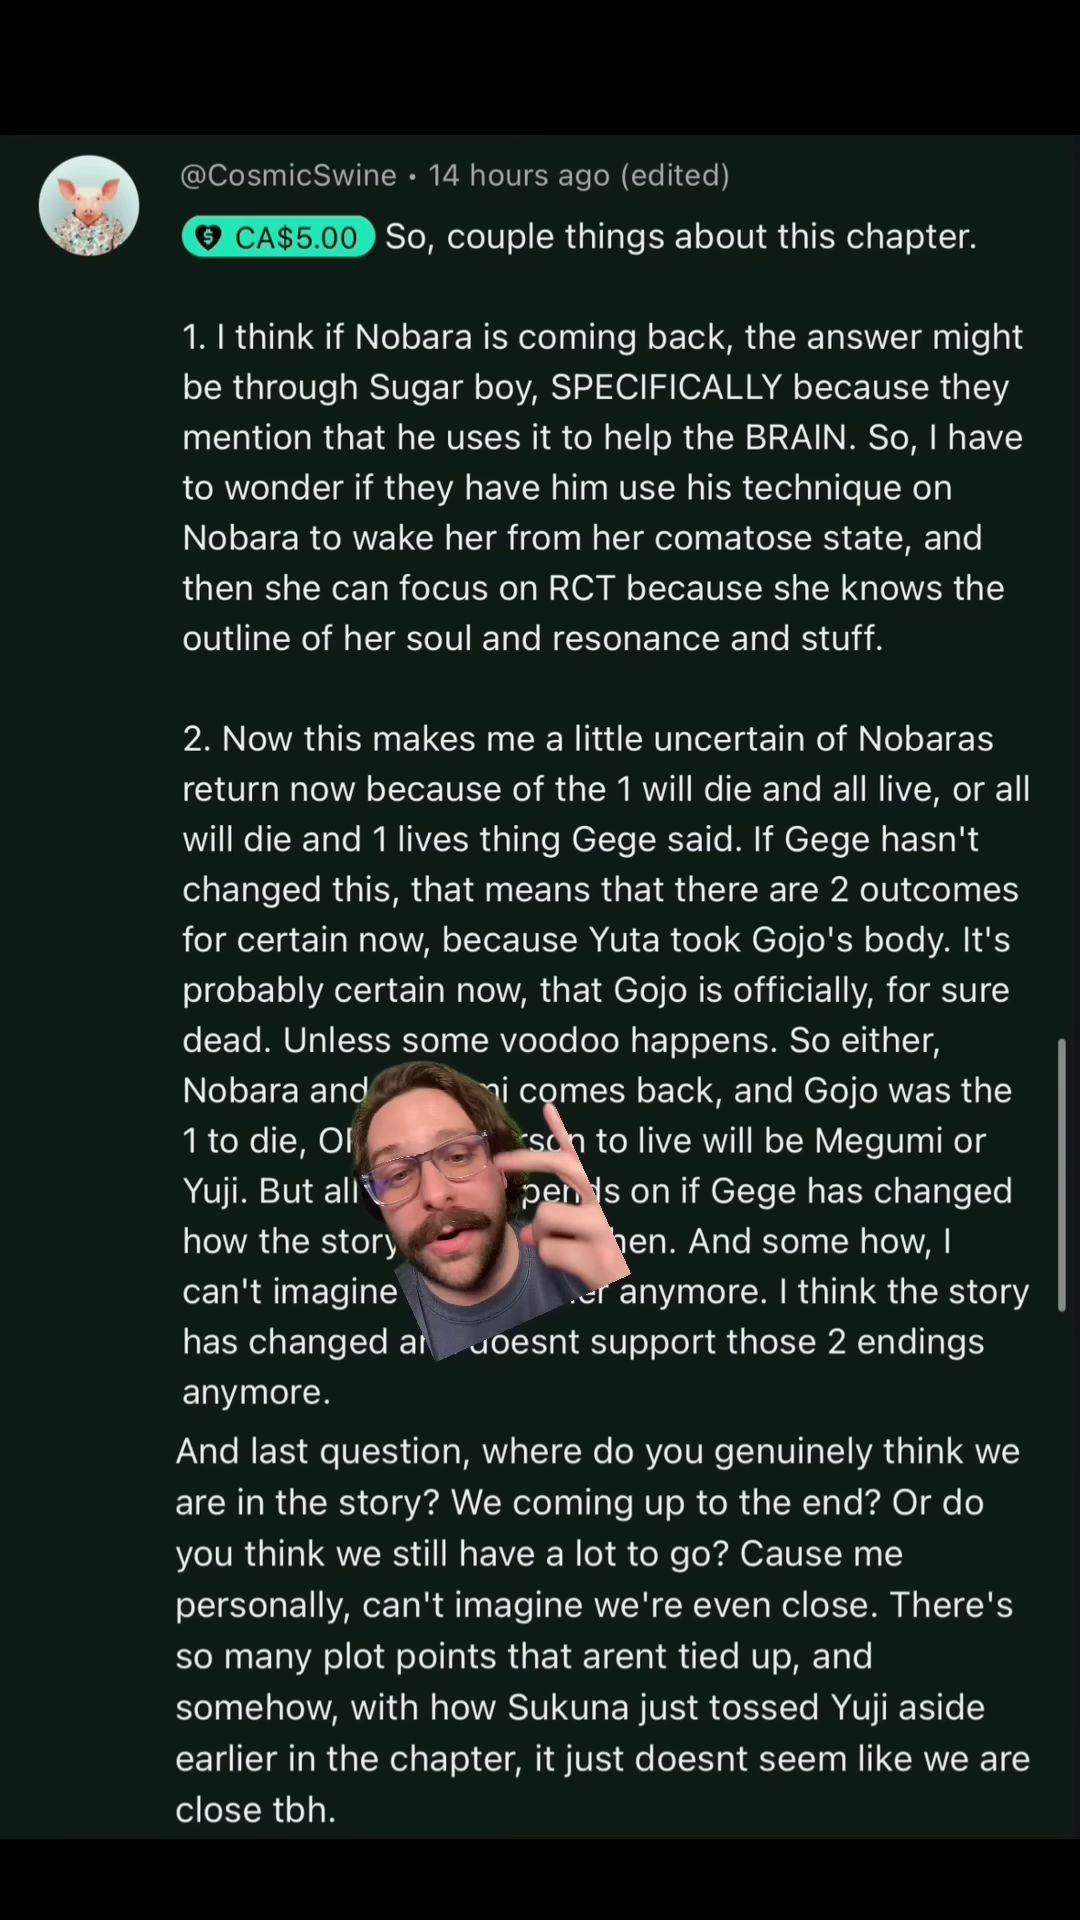 @CosmicSwine • 14 hours ago (edited)
CA$5.00 So, couple things about this chapter.
1. I think if Nobara is coming back, the answer might
be through Sugar boy, SPECIFICALLY because they
mention that he uses it to help the BRAIN. So, I have
to wonder if they have him use his technique on
Nobara to wake her from her comatose state, and
then she can focus on RCT because she knows the
outline of her soul and resonance and stuff.
2. Now this makes me a little uncertain of Nobaras
return now because of the 1 will die and all live, or all
will die and 1 lives thing Gege said. If Gege hasn't
changed this, that means that there are 2 outcomes
for certain now, because Yuta took Gojo's body. It's
probably certain now, that Gojo is officially, for sure
dead. Unless some voodoo happens. So either,
Nobara and comes back, and Gojo was the
1 to die, to live will be Megumi or
Yuji. But all on if Gege has changed
how the story And some how, I
can't imagine anymore. I think the story
has changed doesnt support those 2 endings
anymore.
And last question, where do you genuinely think we
are in the story? We coming up to the end? Or do
you think we still have a lot to go? Cause me
personally, can't imagine we're even close. There's
so many plot points that arent tied up, and
somehow, with how Sukuna just tossed Yuji aside
earlier in the chapter, it just doesnt seem like we are
close tbh.